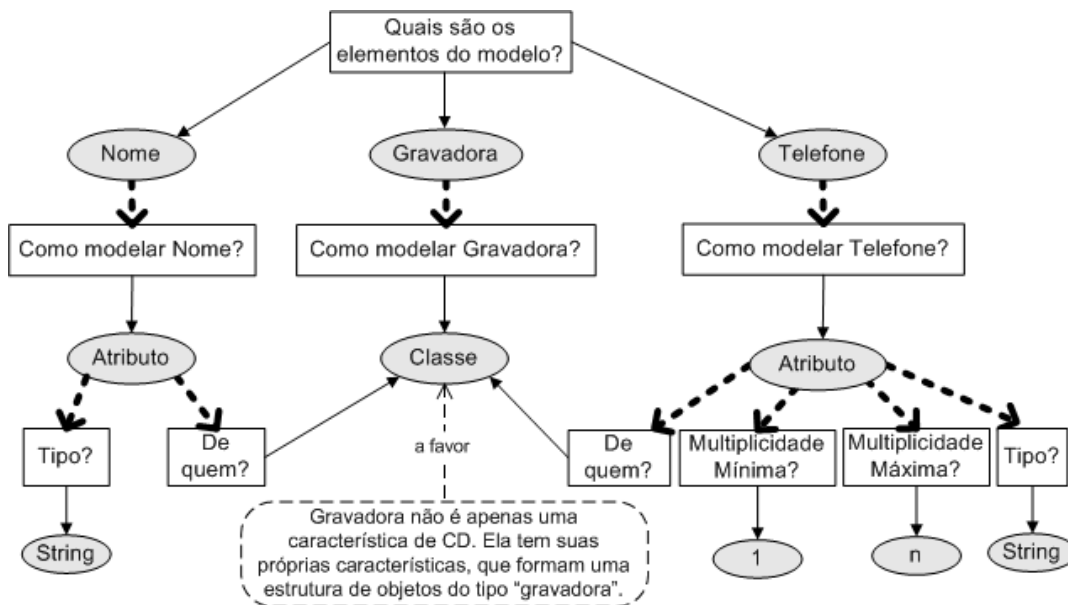 Quais são os
elementos do modelo?
Nome
Gravadora
Telefone
Como modelar Nome?
Como modelar Gravadora?
Como modelar Telefone?
Atributo
Classe
Atributo
Tipo?
De
quem?
a favor
De
quem?
Multiplicidade
Mínima?
Multiplicidade
Máxima?
Tipo?
String
Gravadora não é apenas uma
característica de CD. Ela tem suas
próprias características, que formam uma
estrutura de objetos do tipo “gravadora”.
1
n
String